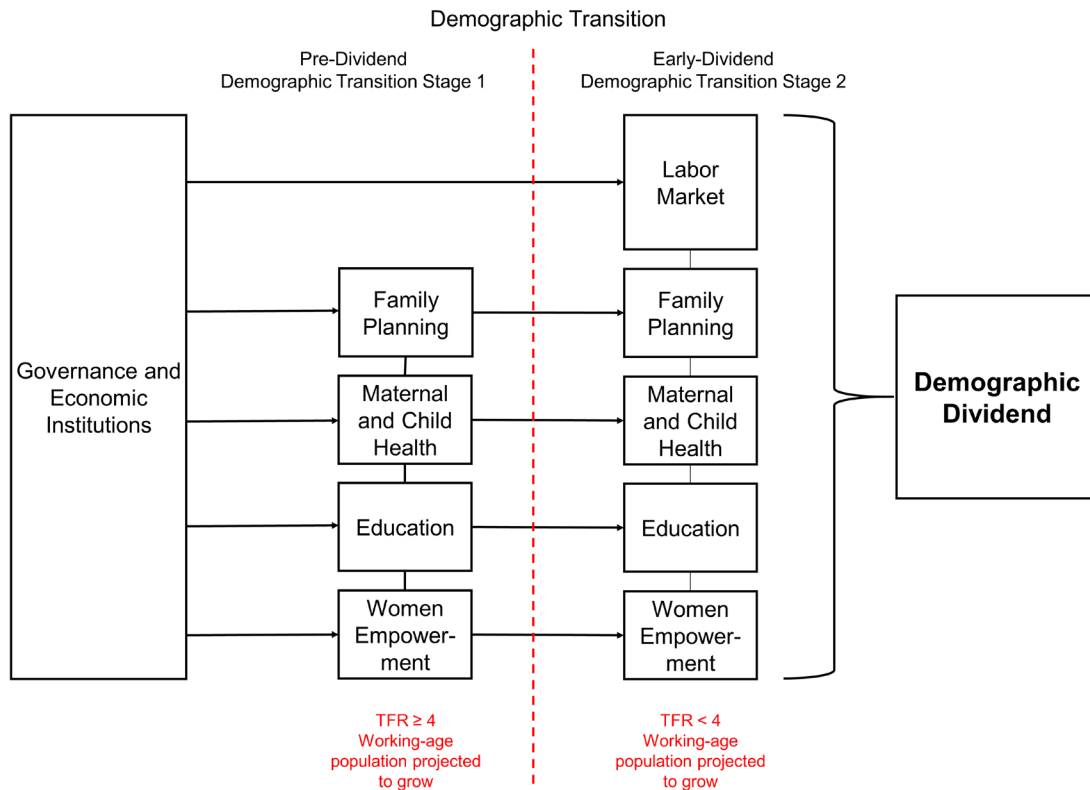 Demographic Transition
Pre-Dividend
Demographic Transition Stage 1
Early-Dividend
Demographic Transition Stage 2
Governance and
Economic
Institutions
Family
Planning
Maternal
and Child
Health
Education
Women
Empower-
ment
TFR ≥ 4
Working-age
population projected
to grow
Labor
Market
Family
Planning
Maternal
and Child
Health
Education
Women
Empower-
ment
TFR < 4
Working-age
population projected
to grow
Demographic
Dividend